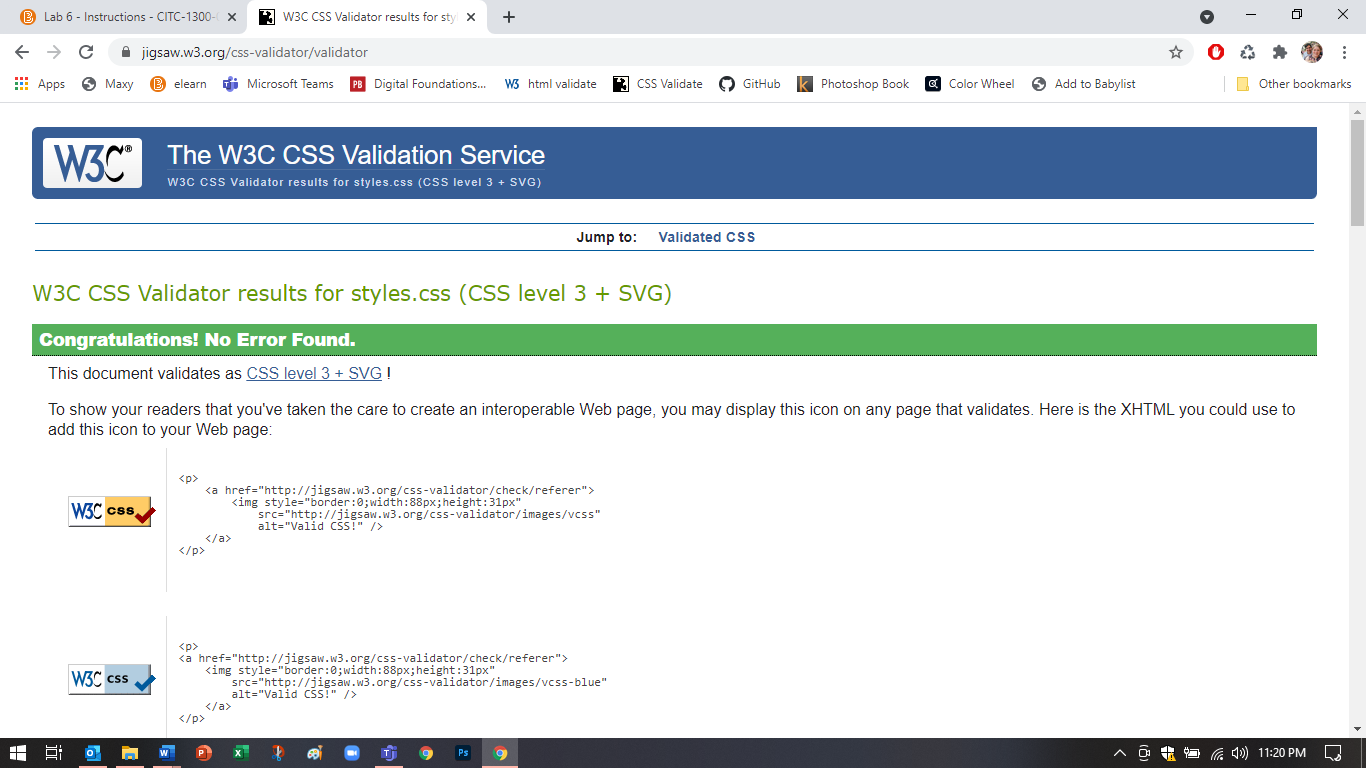 Lab 6 - Instructions - CITC-1300-
W3C CSS Validator results for sty
jigsaw.w3.org/css-validator/validator
Apps
Maxy
elearn
Microsoft Teams
PB
Digital Foundations...
W3
html validate
CSS Validate
GitHub
Photoshop Book
Color Wheel
Add to Babylist
Other bookmarks
W3C®
The W3C CSS Validation Service
W3C CSS Validator results for styles.css (CSS level 3 + SVG)
Jump to: Validated CSS
W3C CSS Validator results for styles.css (CSS level 3 + SVG)
Congratulations! No Error Found.
This document validates as CSS level 3 + SVG !
To show your readers that you've taken the care to create an interoperable Web page, you may display this icon on any page that validates. Here is the XHTML you could use to
add this icon to your Web page:
W3C css
<p>
<a href="http://jigsaw.w3.org/css-validator/check/referer">
<img style="border:0;width:88px;height:31px"
src="http://jigsaw.w3.org/css-validator/images/vcss"
alt="Valid CSS!" />
</a>
</p>
W3C css
<p>
<a href="http://jigsaw.w3.org/css-validator/check/referer">
<img style="border:0;width:88px;height:31px"
src="http://jigsaw.w3.org/css-validator/images/vcss-blue"
alt="Valid CSS!" />
</a>
</p>
11:20 PM